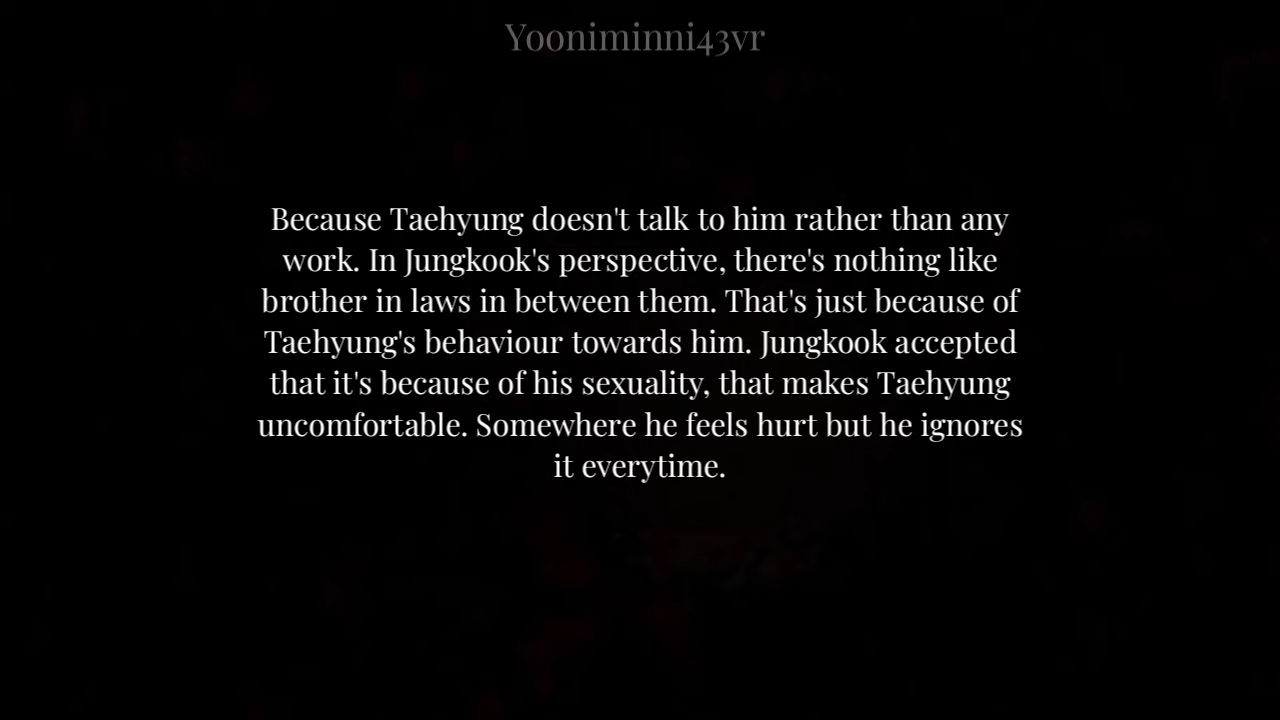 Yooniminni43vr
Because Taehyung doesn't talk to him rather than any
work. In Jungkook's perspective, there's nothing like
brother in laws in between them. That's just because of
Taehyung's behaviour towards him. Jungkook accepted
that it's because of his sexuality, that makes Taehyung
uncomfortable. Somewhere he feels hurt but he ignores
it everytime.